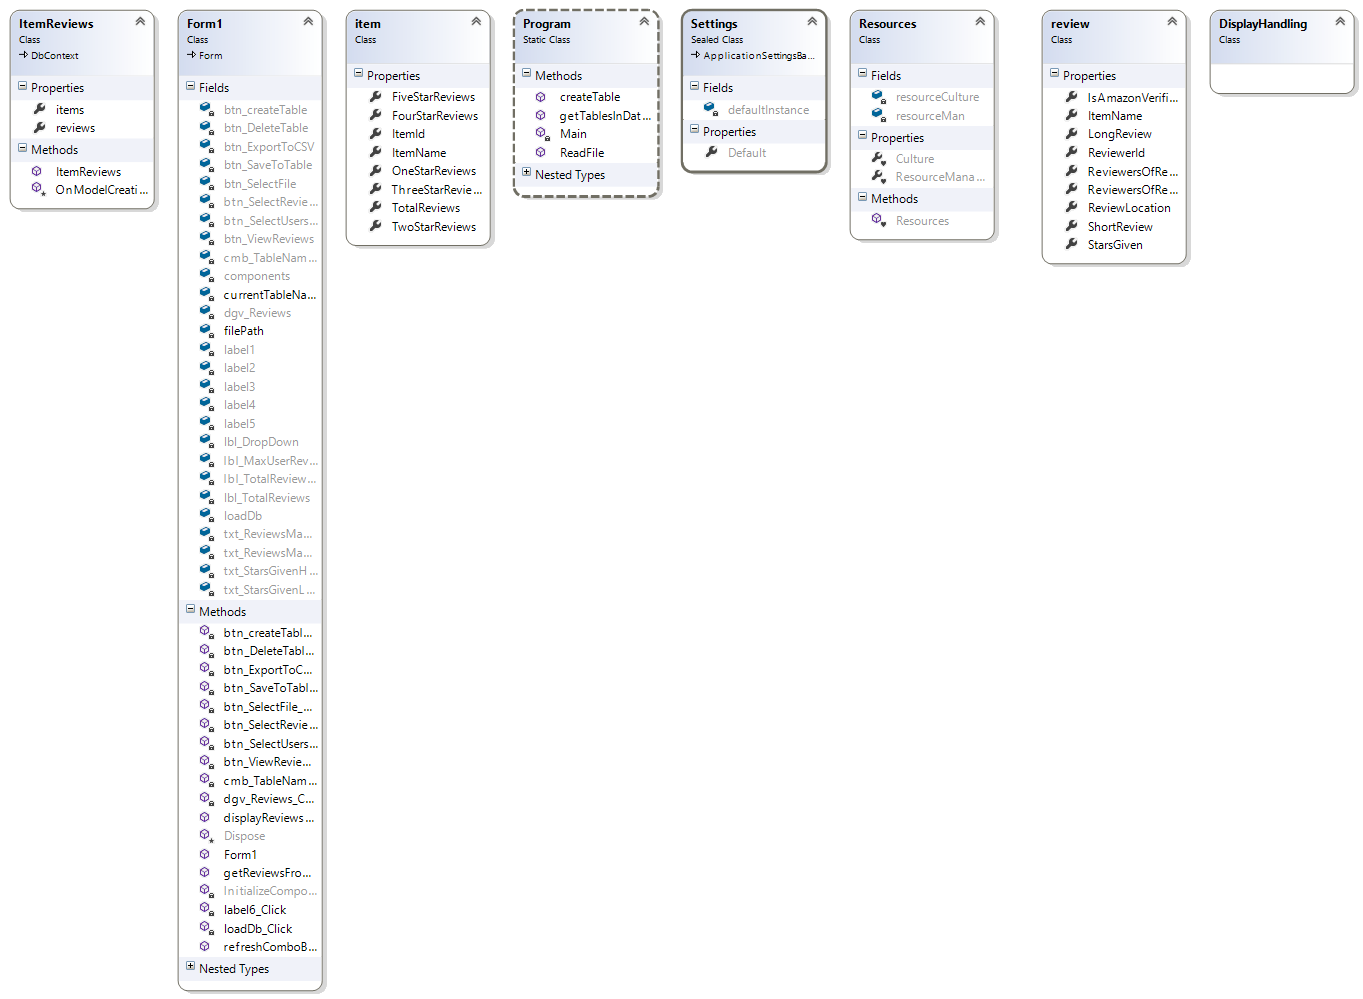 ItemReviews
Class
DbContext
Properties
items
reviews
Methods
ItemReviews
OnModelCreati...
Form1
Class
Form
Fields
btn_createTable
btn_DeleteTable
btn_ExportToCSV
btn_SaveToTable
btn_SelectFile
btn_SelectRevie...
btn_SelectUsers...
btn_ViewReviews
cmb_TableNam...
components
currentTableNa...
dgv_Reviews
filePath
label1
label2
label3
label4
label5
lbl_DropDown
lbl_MaxUserRev...
lbl_TotalReview...
lbl_TotalReviews
loadDb
txt_ReviewsMa...
txt_ReviewsMa...
txt_StarsGivenH...
txt_StarsGivenL...
Methods
btn_createTabl...
btn_DeleteTabl...
btn_ExportToC...
btn_SaveToTabl...
btn_SelectFile_...
btn_SelectRevie...
btn_SelectUsers...
btn_ViewRevie...
cmb_TableNam...
dgv_Reviews_C...
displayReviews...
Dispose
Form1
getReviewsFro...
InitializeCompo...
label6_Click
loadDb_Click
refreshComboB...
Nested Types
item
Class
Properties
FiveStarReviews
FourStarReviews
ItemId
ItemName
OneStarReviews
ThreeStarRevie...
TotalReviews
TwoStarReviews
Program
Static Class
Methods
createTable
getTablesInDat...
Main
ReadFile
Nested Types
Settings
Sealed Class
ApplicationSettingsBa...
Fields
defaultInstance
Properties
Default
Resources
Class
Fields
resourceCulture
resourceMan
Properties
Culture
ResourceMana...
Methods
Resources
review
Class
Properties
IsAmazonVerifi...
ItemName
LongReview
ReviewerId
ReviewersOfRe...
ReviewersOfRe...
ReviewLocation
ShortReview
StarsGiven
DisplayHandling
Class